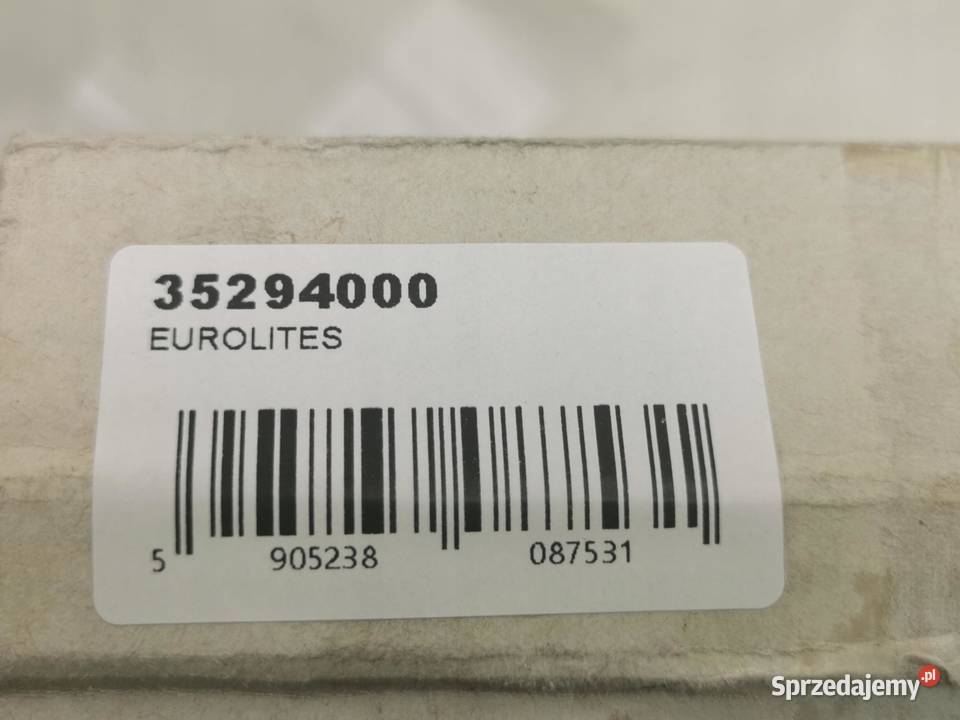 35294000
EUROLITES
5 905238 087531
Sprzedajemy.pl